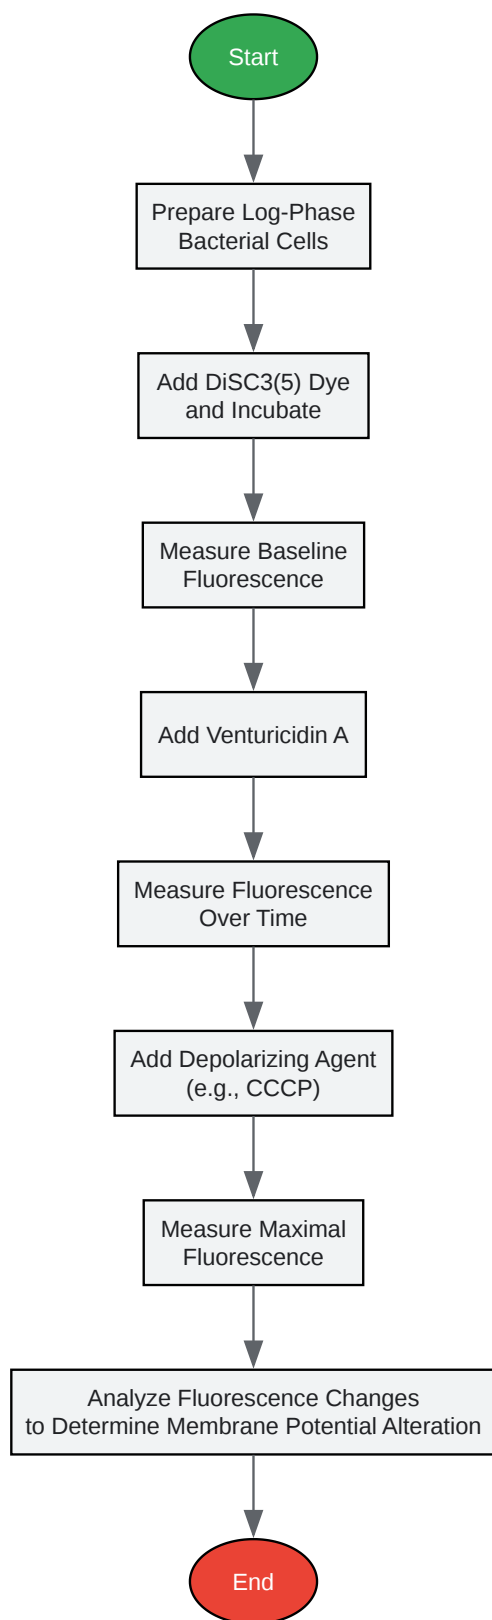 Start
Prepare Log-Phase
Bacterial Cells
Add DiSC3(5) Dye
and Incubate
Measure Baseline
Fluorescence
Add Venturicidin A
Measure Fluorescence
Over Time
Add Depolarizing Agent
(e.g., CCCP)
Measure Maximal
Fluorescence
Analyze Fluorescence Changes
to Determine Membrane Potential Alteration
End